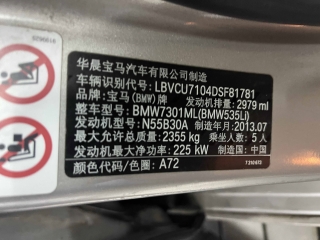 华晨宝马汽车有限公司制造
车辆识别代号:LBVCU7104DSF81781
品牌:宝马(BMW)牌
发动机排量:2979 ml
整车型号:BMW7301ML(BMW535Li)
发动机型号:N55B30A 制造年月:2013.07
最大允许总质量:2355 kg 乘坐人数:5 人
发动机最大净功率:225 kW 制造国:中国
颜色代码/色圈:A72
7310473